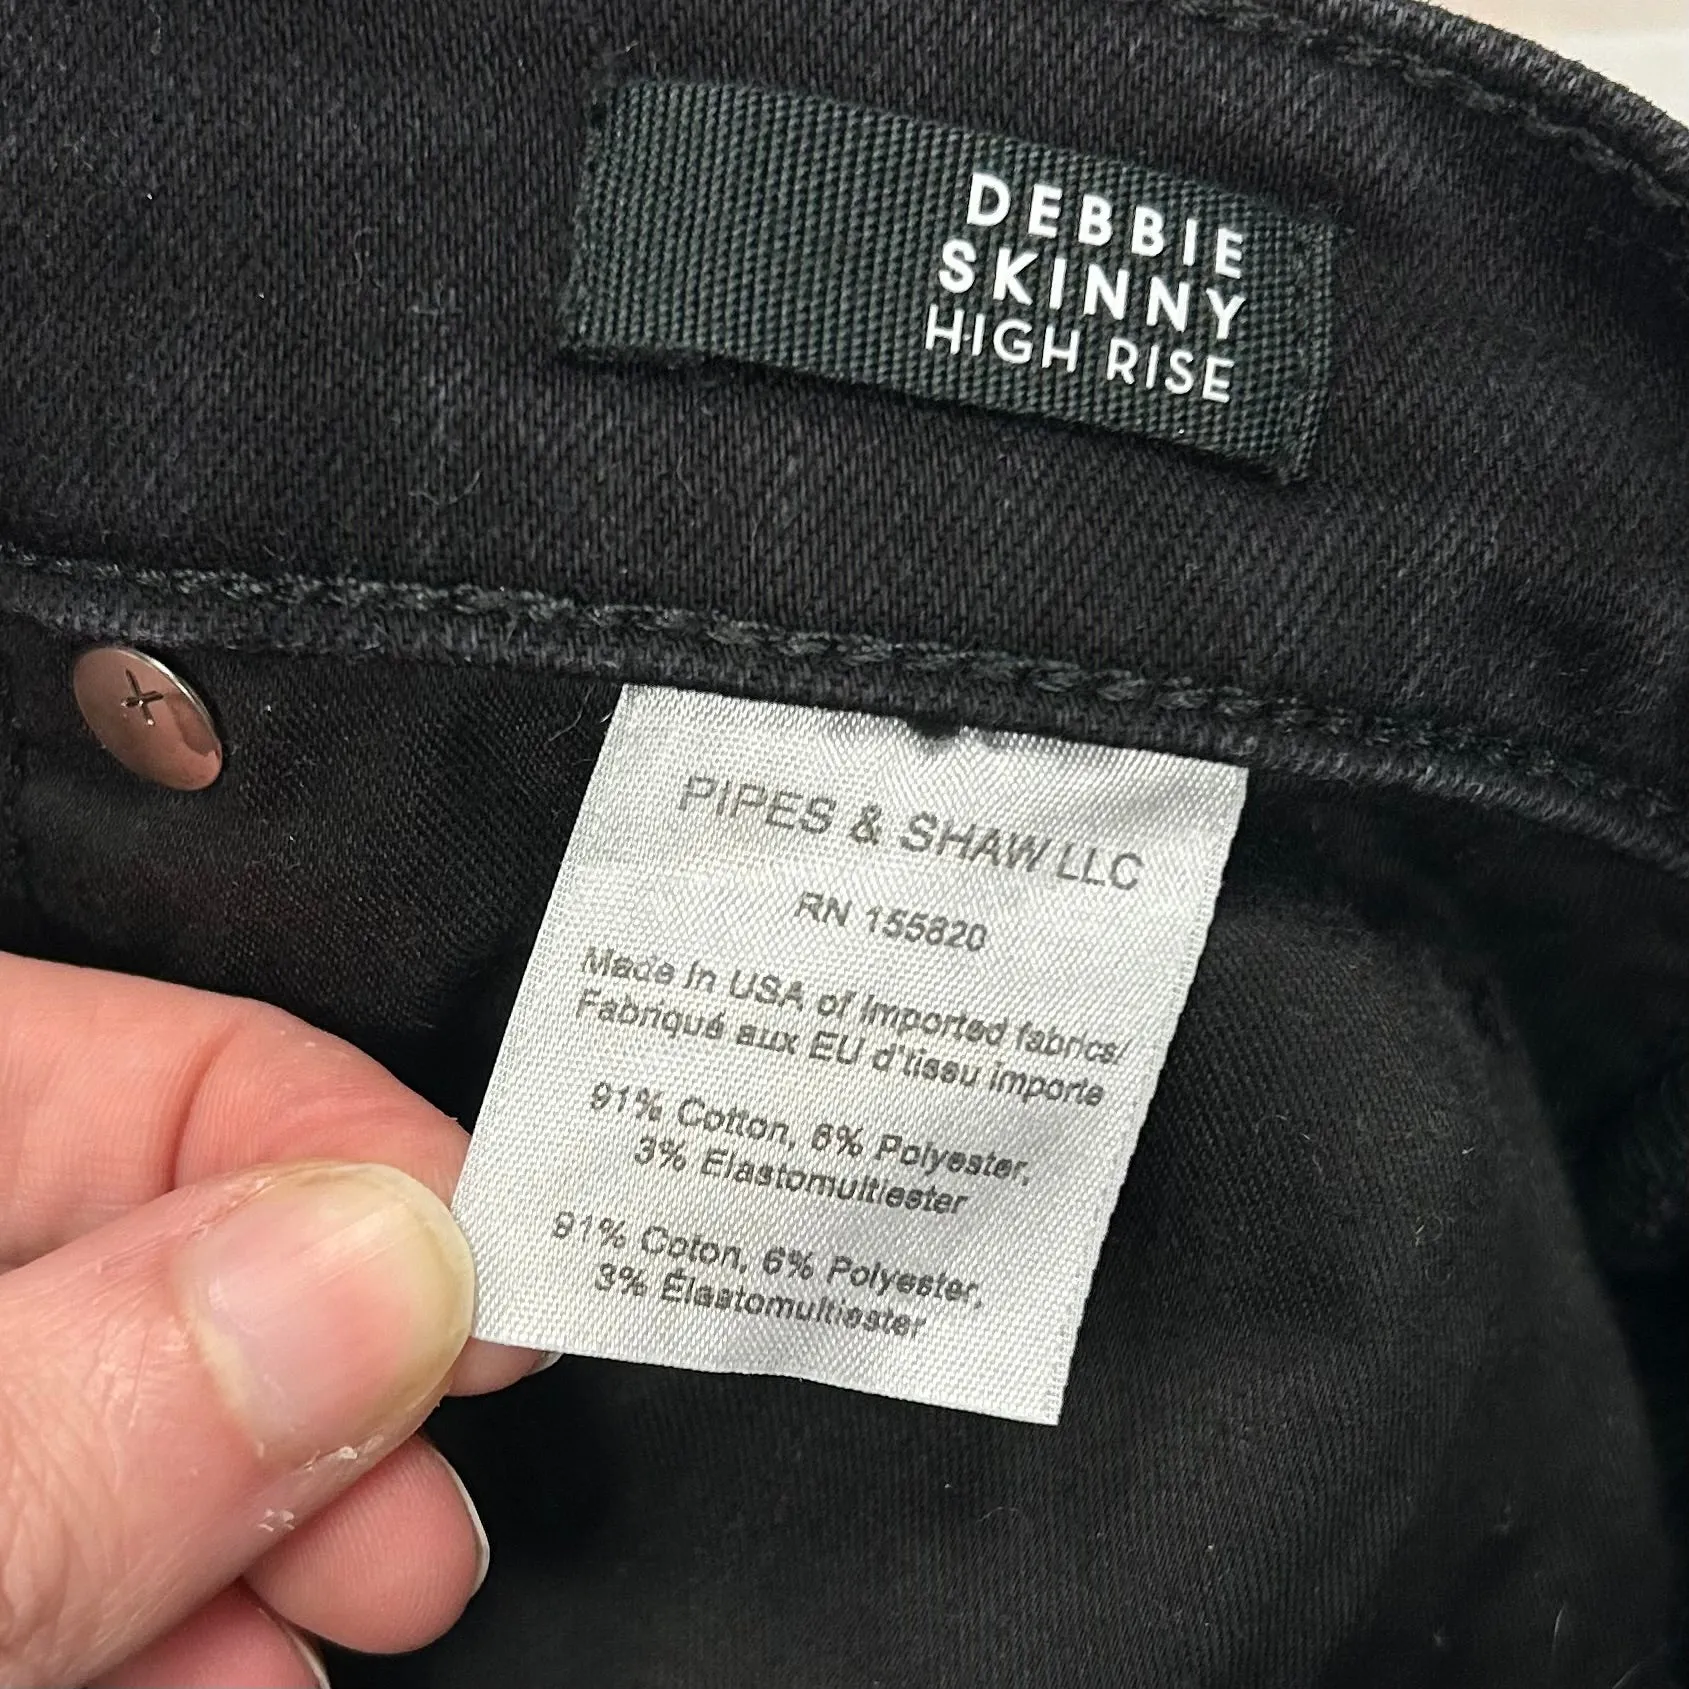 DEBBIE
SKINNY
HIGH RISE
PIPES & SHAW LLC
RN 155820
Made in USA of Imported fabrics/
Fabriqué aux EU d'tissu importe
91% Cotton, 6% Polyester,
3% Elastomultiester
91% Coton, 6% Polyester,
3% Élastomultiester